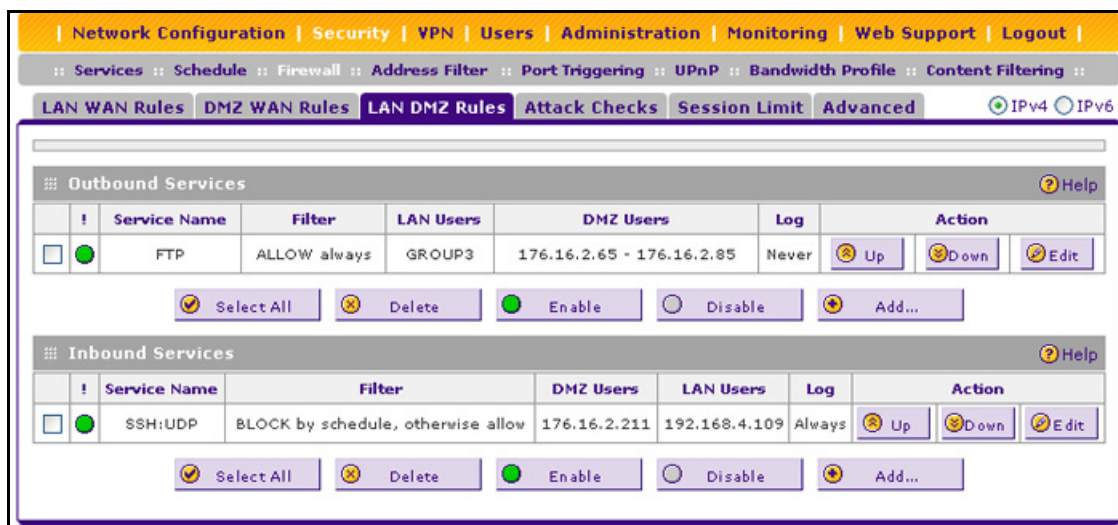 | Network Configuration | Security | VPN | Users | Administration | Monitoring | Web Support | Logout |
:: Services :: Schedule :: Firewall :: Address Filter :: Port Triggering :: UPnP :: Bandwidth Profile :: Content Filtering ::
LAN WAN Rules DMZ WAN Rules LAN DMZ Rules Attack Checks Session Limit Advanced IPv4 IPv6
Outbound Services ? Help
! Service Name Filter LAN Users DMZ Users Log Action
FTP ALLOW always GROUP3 176.16.2.65 - 176.16.2.85 Never Up Down Edit
Select All Delete Enable Disable Add...
Inbound Services ? Help
! Service Name Filter DMZ Users LAN Users Log Action
SSH:UDP BLOCK by schedule, otherwise allow 176.16.2.211 192.168.4.109 Always Up Down Edit
Select All Delete Enable Disable Add...